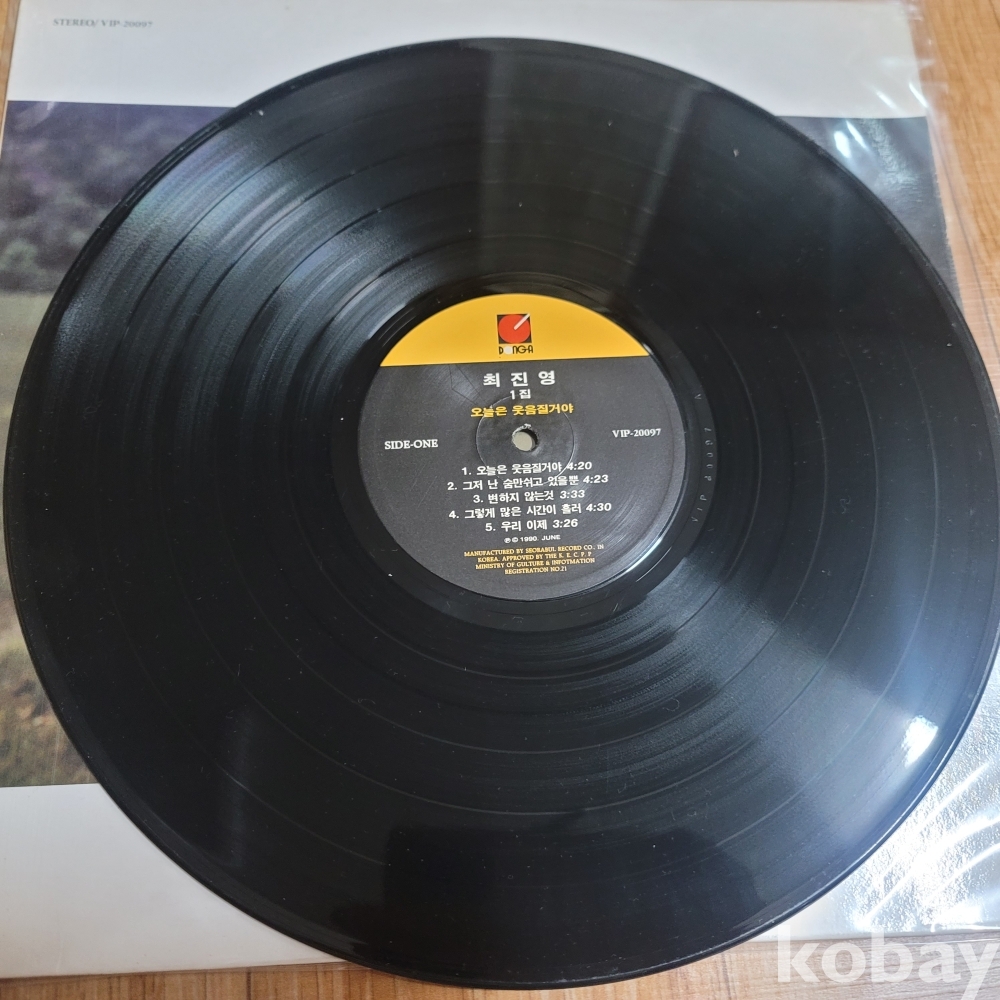 STEREO/ VIP-20097
DONG-A
최진영
1집
오늘은 웃음질거야
SIDE-ONE
VIP-20097
1. 오늘은 웃음질거야 4:20
2. 그저 난 숨만쉬고 있을뿐 4:23
3. 변하지 않는것 3:33
4. 그렇게 많은 시간이 흘러 4:30
5. 우리 이제 3:26
℗ © 1990. JUNE
MANUFACTURED BY SEORABUL RECORD CO. IN
KOREA. APPROVED BY THE K. E. C. P. P
MINISTRY OF GULTURE & INFOTMATION
REGISTRATION NO.21
kobay